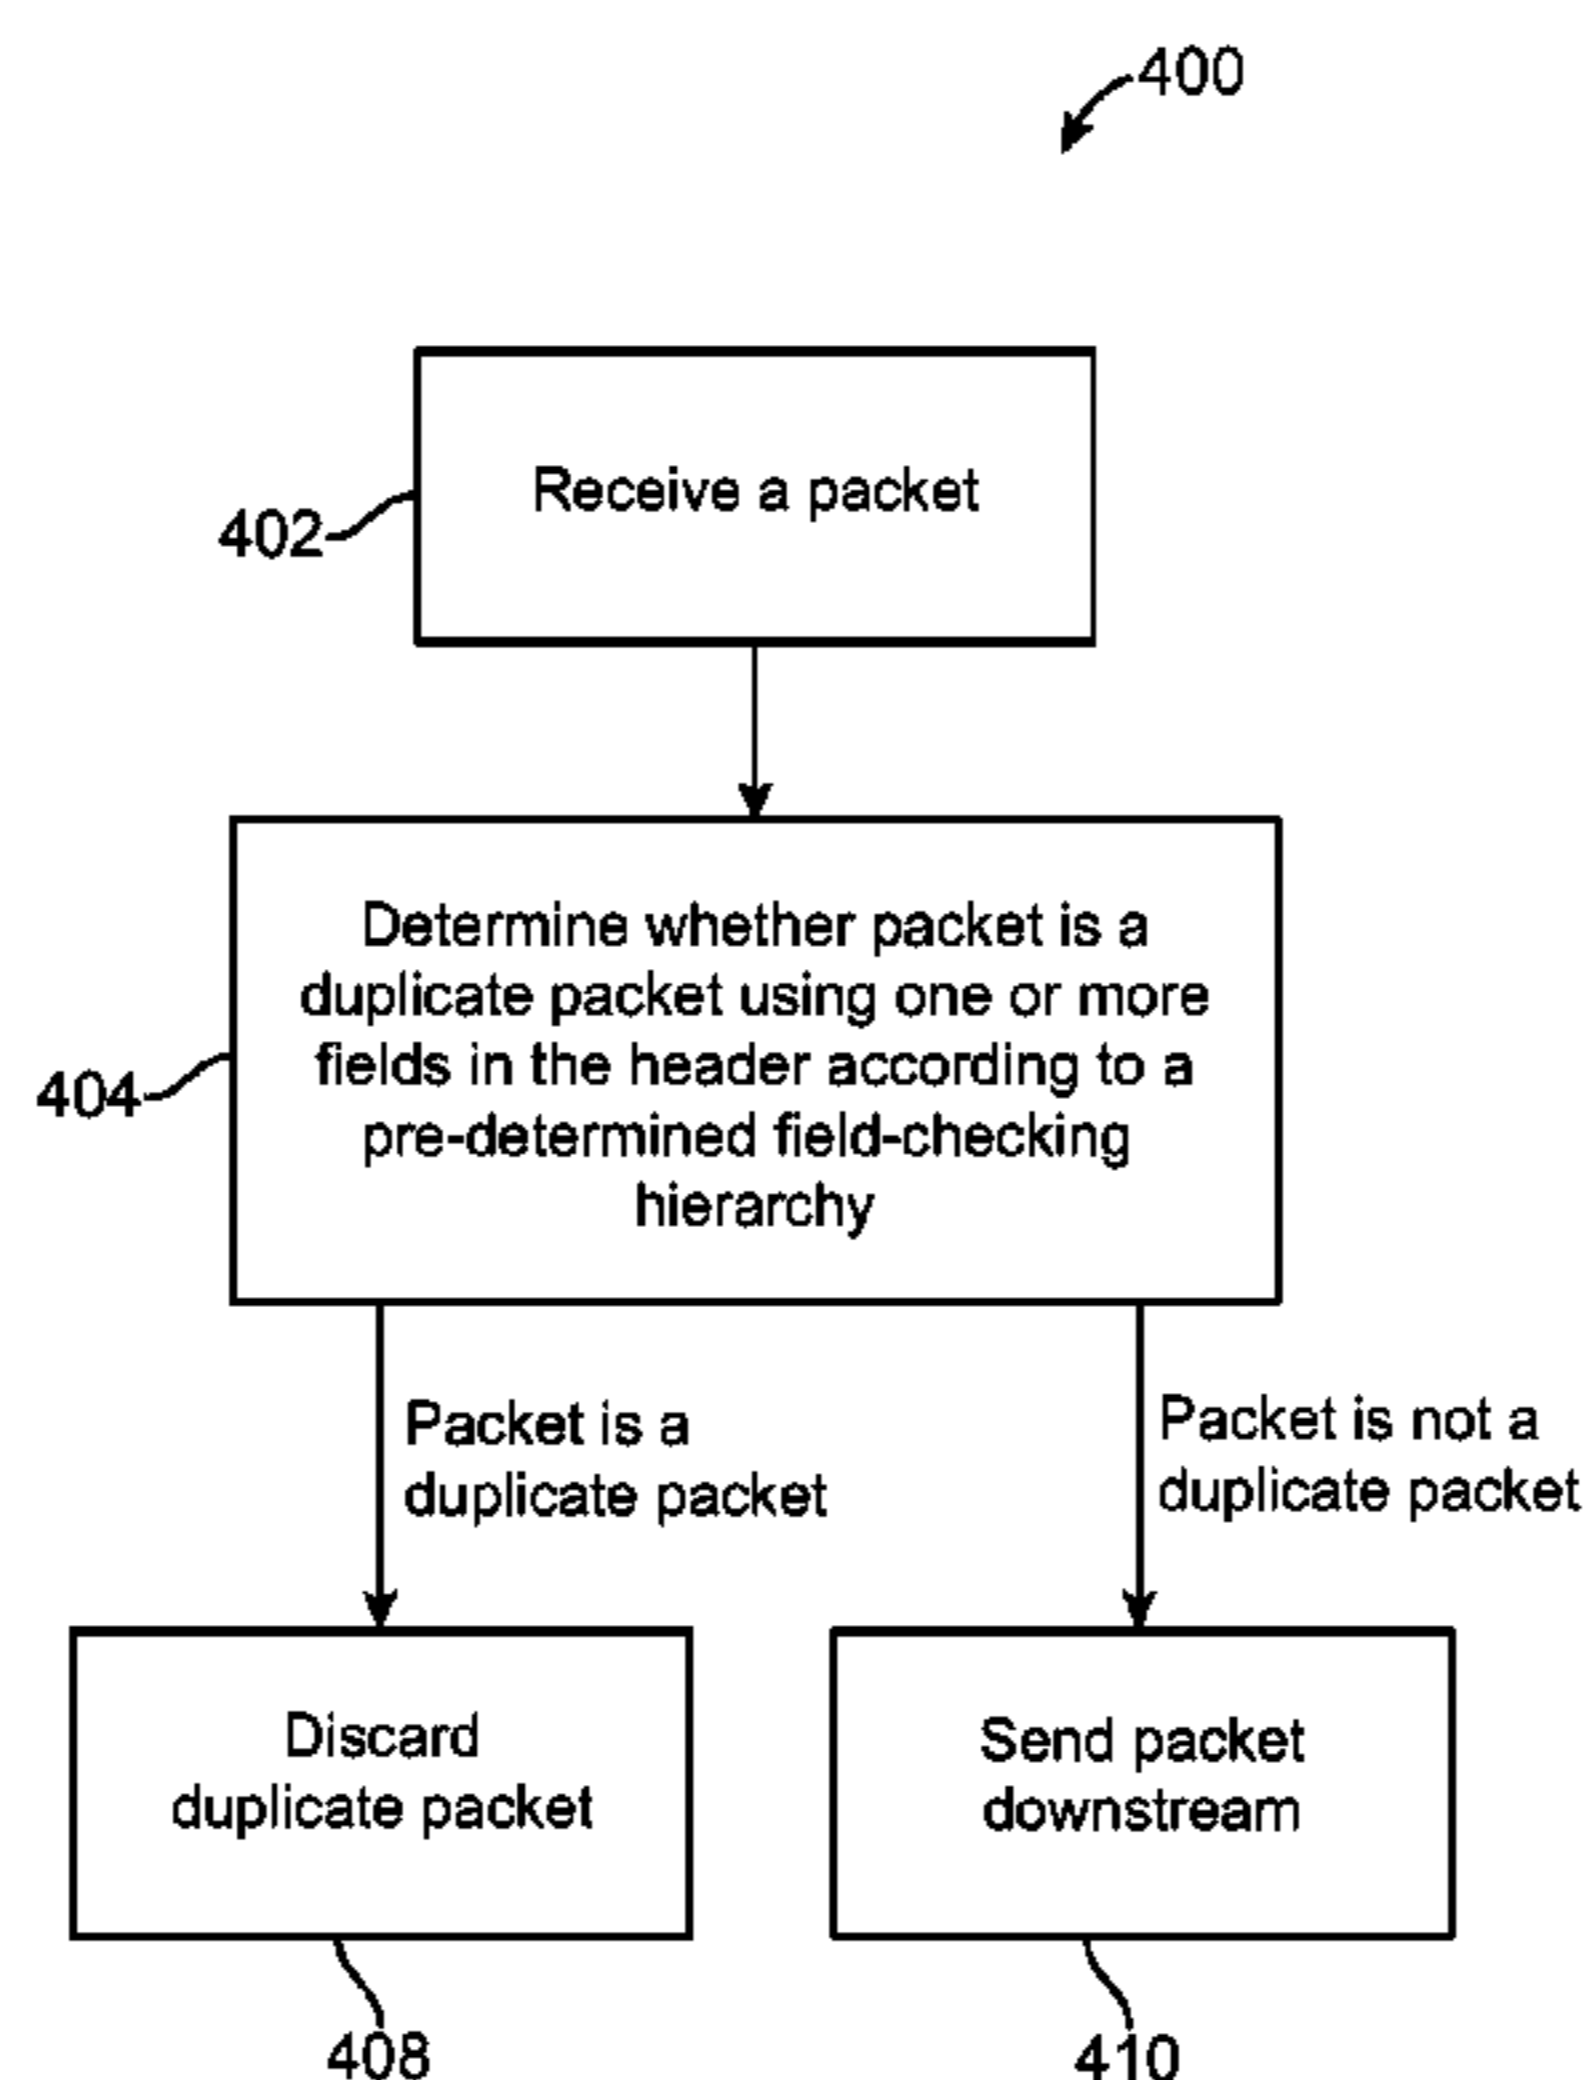 400
Receive a packet
402
Determine whether packet is a
duplicate packet using one or more
fields in the header according to a
pre-determined field-checking
hierarchy
404
Packet is a
duplicate packet
Packet is not a
duplicate packet
Discard
duplicate packet
Send packet
downstream
408
410